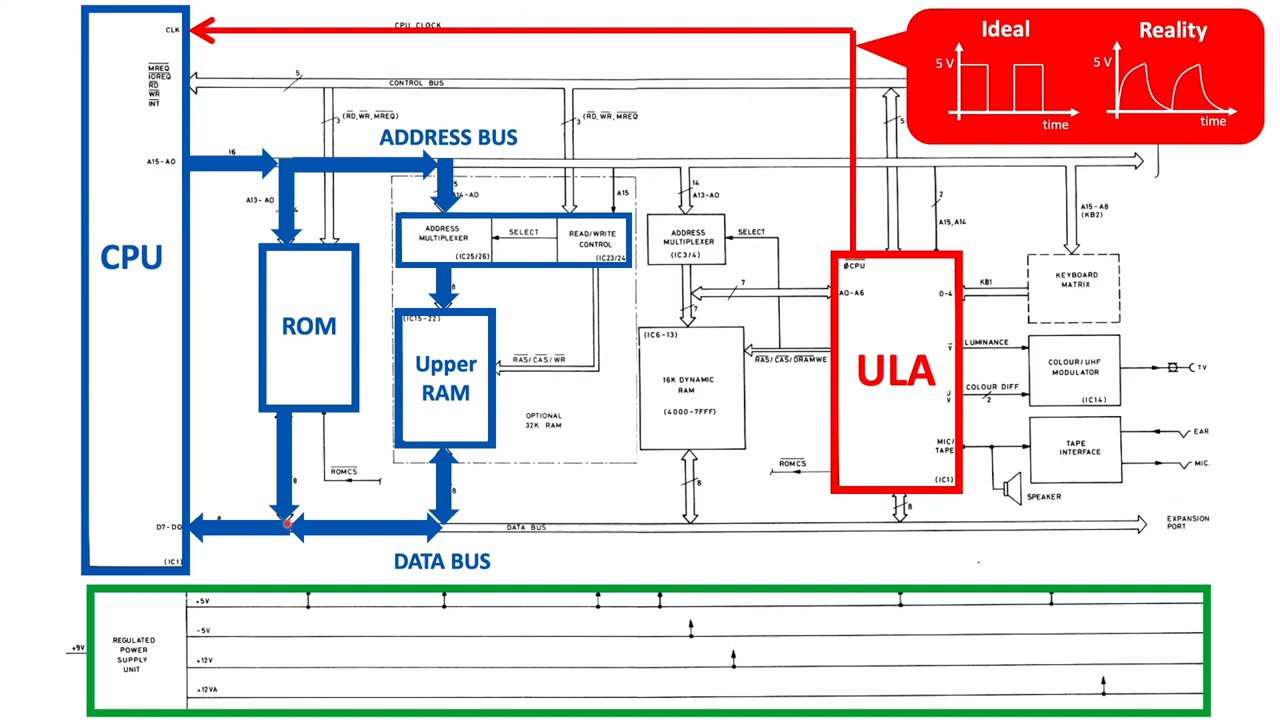 CPU CLOCK
Ideal
Reality
5 V
5 V
time
time
CLK
MREQ
IOREQ
RD
WR
INT
5
CONTROL BUS
3
(RD, WR, MREQ)
3
(RD, WR, MREQ
5
ADDRESS BUS
16
A15-A0
A13-A0
5
A14-A0
A15
14
A13-A0
2
A15, A14
A15-A8
(KB2)
CPU
ADDRESS
MULTIPLEXER
SELECT
READ/WRITE
CONTROL
(IC25/26)
(IC23/24
ADDRESS
MULTIPLEXER
(IC3/4)
SELECT
ØCPU
KEYBOARD
MATRIX
8
7
A0-A6
0-4
KB1
7
ROM
(IC15-22)
Upper
RAM
RAS/CAS/WR
(IC6-13)
16K DYNAMIC
RAM
(4000-7FFF)
RAS/CAS/DRAMWE
ULA
Y
LUMINANCE
U
V
COLOUR DIFF
2
COLOUR/UHF
MODULATOR
(IC14)
TV
OPTIONAL
32K RAM
MIC/
TAPE
TAPE
INTERFACE
EAR
MIC.
ROMCS
ROMCS
(IC1)
SPEAKER
8
8
8
8
D7-D0
8
DATA BUS
EXPANSION
PORT
(IC1)
DATA BUS
+9V
REGULATED
POWER
SUPPLY
UNIT
+5V
-5V
+12V
+12VA